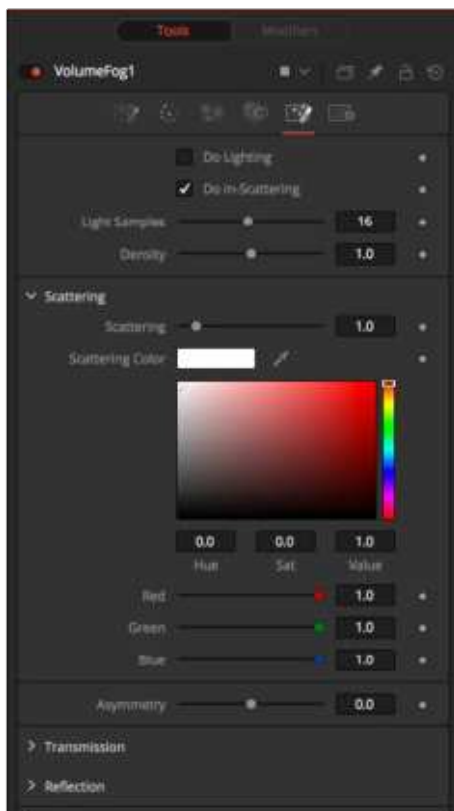 Tools Modifiers
VolumeFog1
Do Lighting
Do in-Scattering
Light Samples 16
Density 1.0
Scattering
Scattering 1.0
Scattering Color
0.0 0.0 1.0
Hue Sat Value
Red 1.0
Green 1.0
Blue 1.0
Asymmetry 0.0
Transmission
Reflection